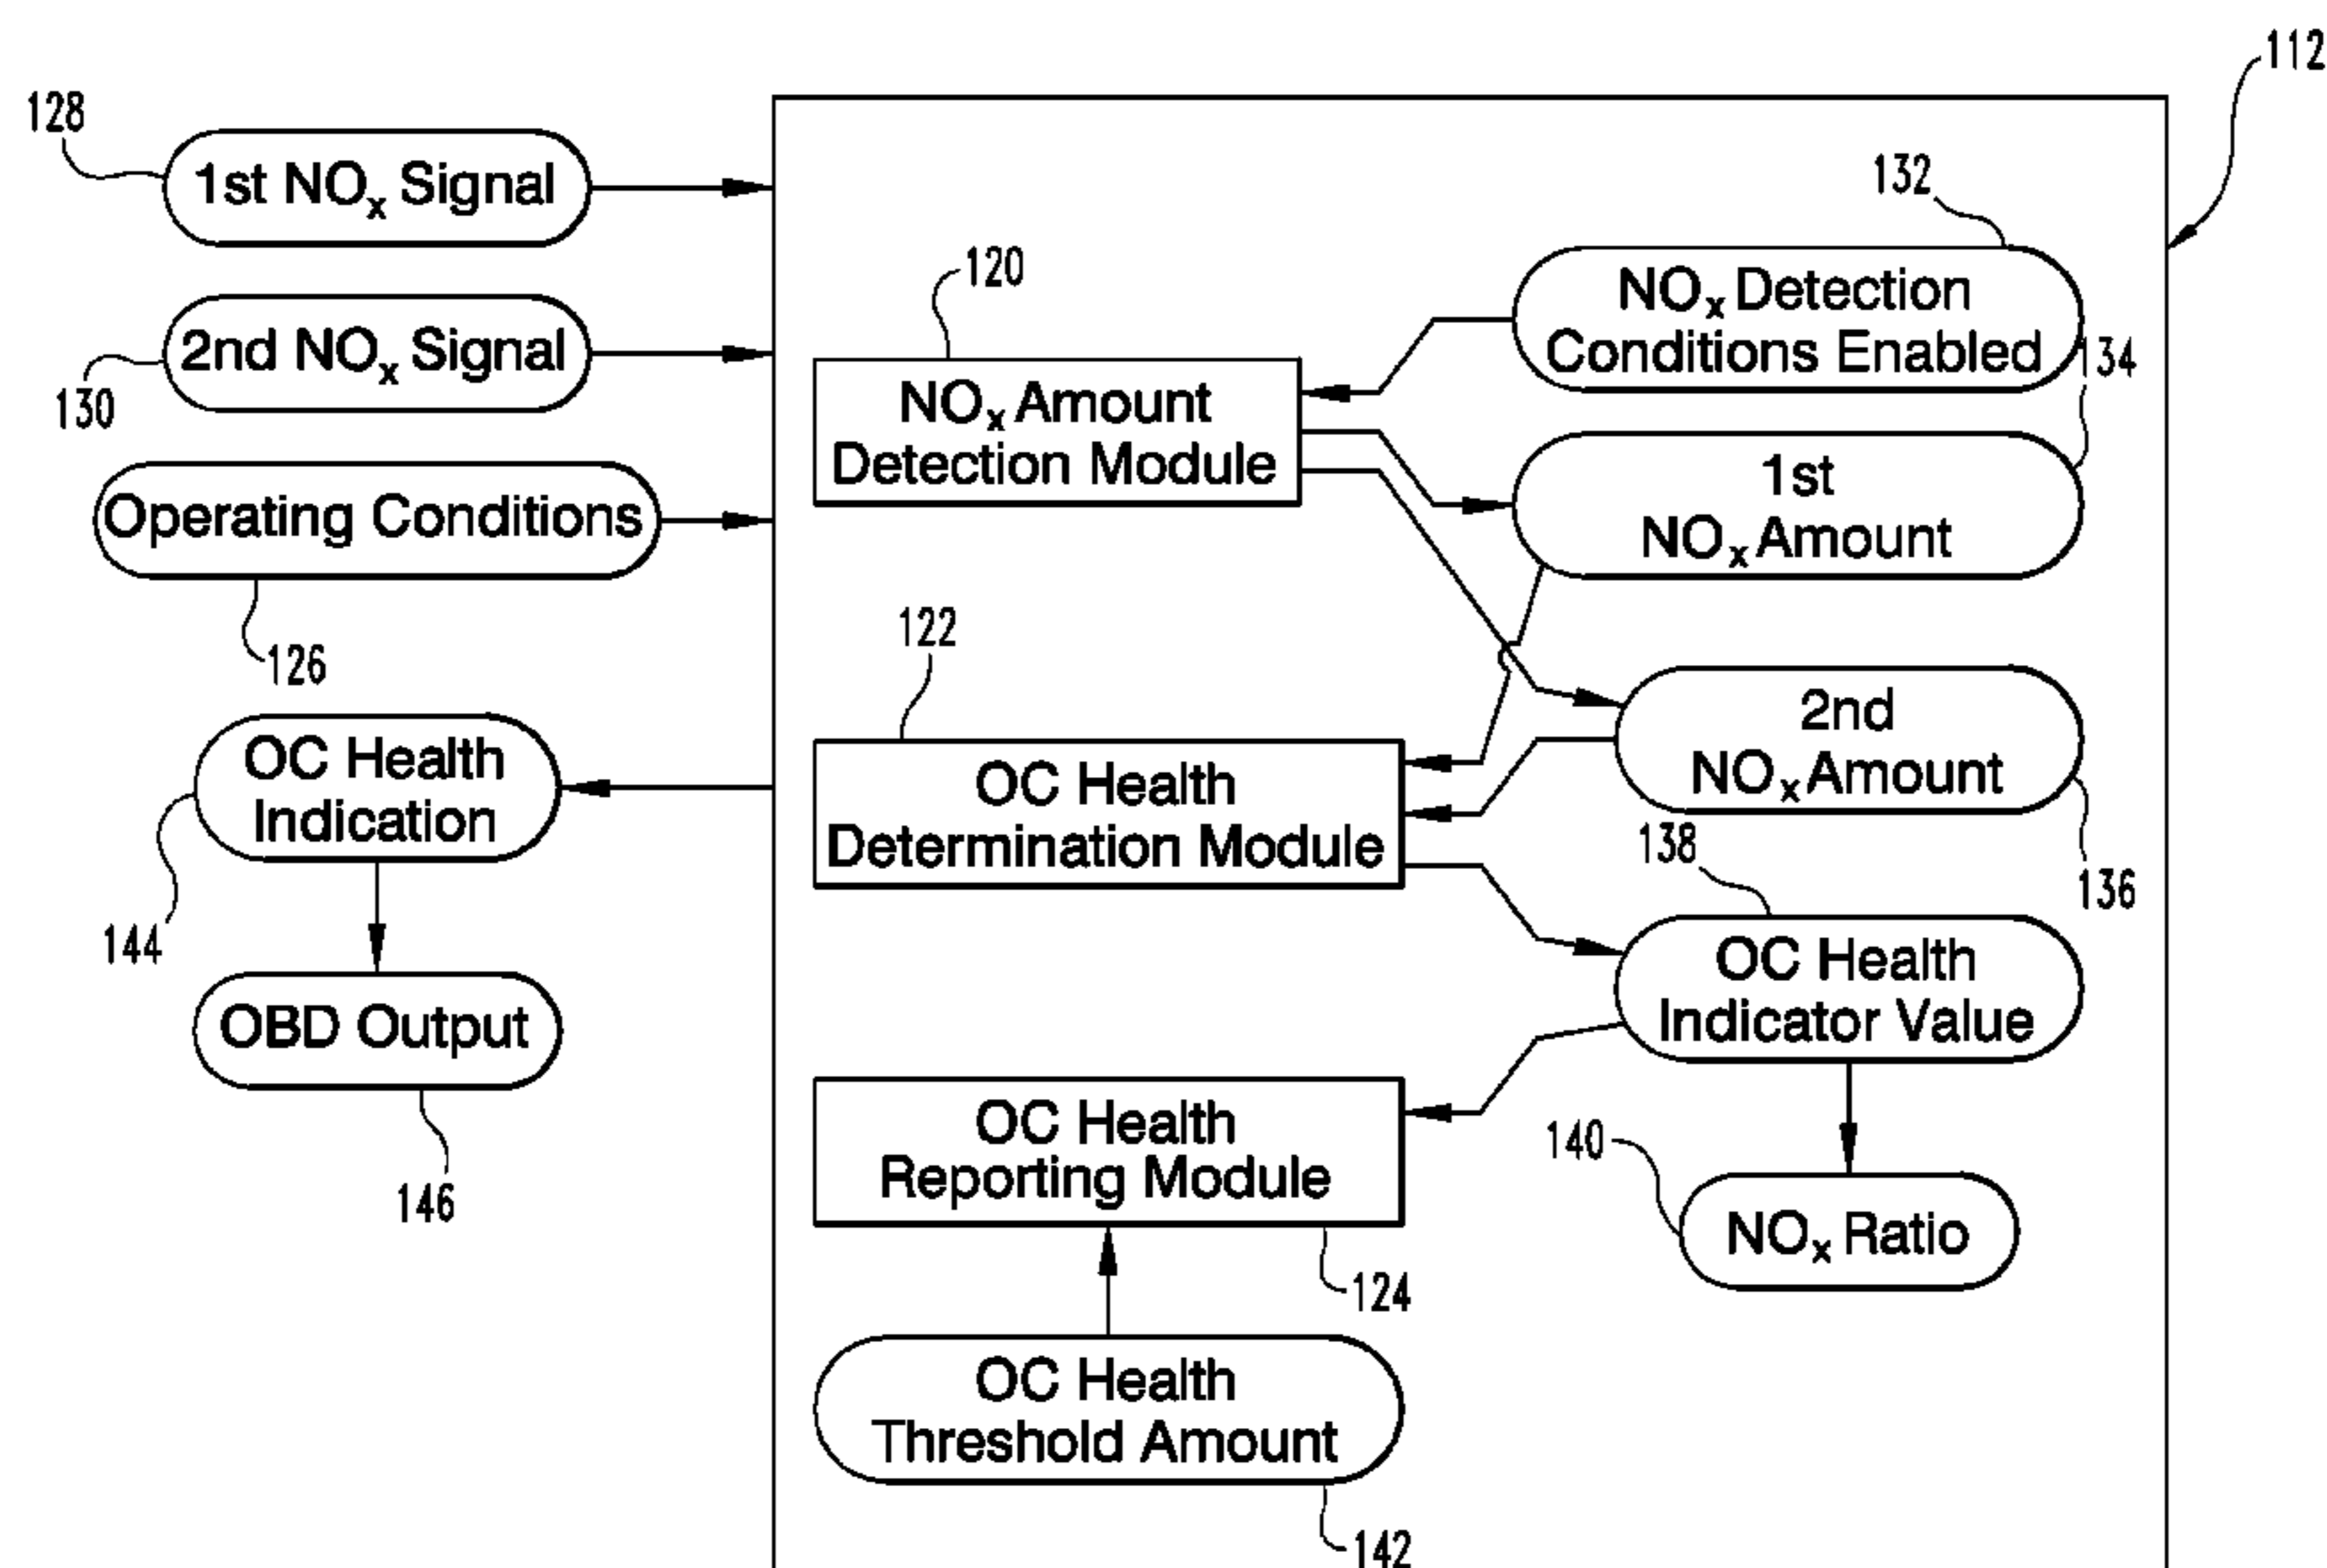 112
128
1st NOx Signal
132
120
NOx Detection
Conditions Enabled
2nd NOx Signal
130
134
NOx Amount
Detection Module
1st
NOx Amount
Operating Conditions
126
122
2nd
NOx Amount
136
OC Health
Indication
144
OC Health
Determination Module
138
OC Health
Indicator Value
OBD Output
146
OC Health
Reporting Module
124
140
NOx Ratio
OC Health
Threshold Amount
142